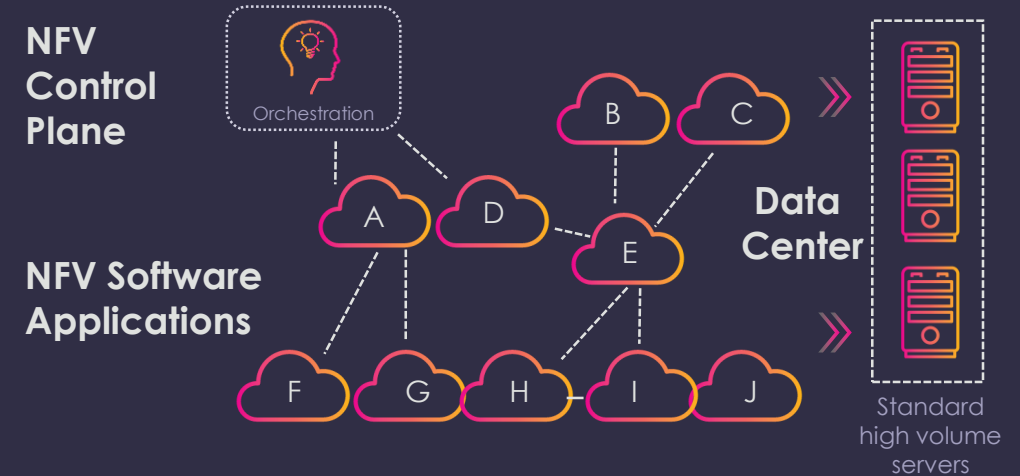 NFV
Control
Plane
Orchestration
B
C
A
D
E
Data
Center
NFV Software
Applications
F
G
H
I
J
Standard
high volume
servers